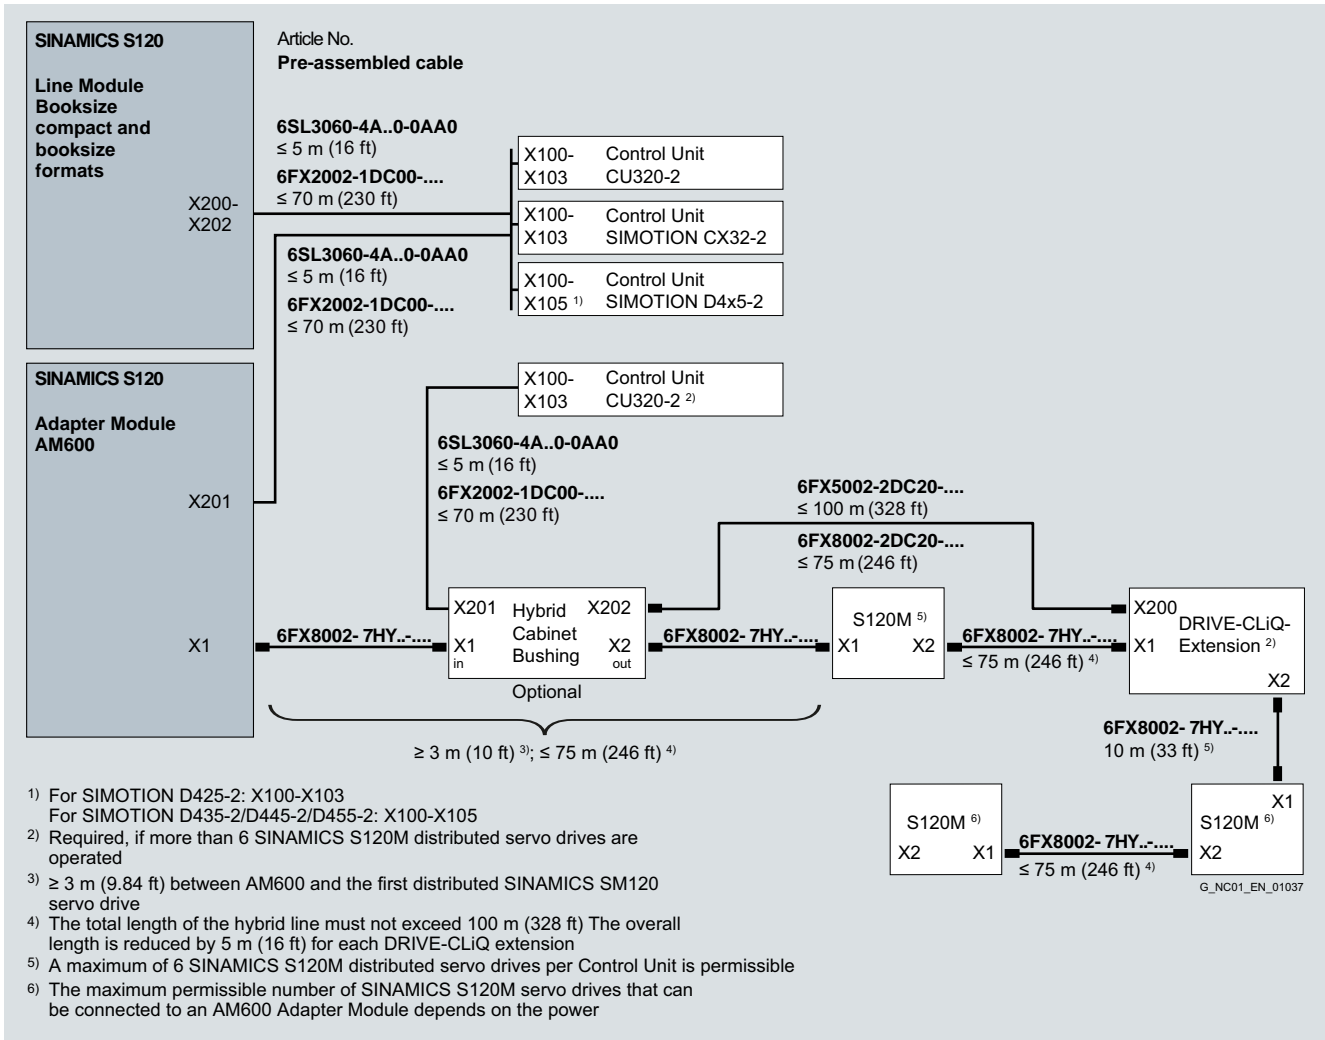 SINAMICS S120
Line Module
Booksize
compact and
booksize
formats
X200-
X202
Article No.
Pre-assembled cable
6SL3060-4A..0-0AA0
≤ 5 m (16 ft)
6FX2002-1DC00-....
≤ 70 m (230 ft)
6SL3060-4A..0-0AA0
≤ 5 m (16 ft)
6FX2002-1DC00-....
≤ 70 m (230 ft)
X100- Control Unit
X103 CU320-2
X100- Control Unit
X103 SIMOTION CX32-2
X100- Control Unit
X105 1) SIMOTION D4x5-2
SINAMICS S120
Adapter Module
AM600
X201
X1
X100- Control Unit
X103 CU320-2 2)
6SL3060-4A..0-0AA0
≤ 5 m (16 ft)
6FX2002-1DC00-....
≤ 70 m (230 ft)
6FX5002-2DC20-....
≤ 100 m (328 ft)
6FX8002-2DC20-....
≤ 75 m (246 ft)
6FX8002- 7HY..-....
X201 Hybrid X202
Cabinet
X1 Bushing X2
in out
Optional
6FX8002- 7HY..-....
S120M 5)
X1 X2
6FX8002- 7HY..-....
≤ 75 m (246 ft) 4)
X200
DRIVE-CLiQ-
X1 Extension 2)
X2
≥ 3 m (10 ft) 3); ≤ 75 m (246 ft) 4)
6FX8002- 7HY..-....
10 m (33 ft) 5)
X1
S120M 6)
X2
6FX8002- 7HY..-....
≤ 75 m (246 ft) 4)
S120M 6)
X2 X1
G_NC01_EN_01037
1) For SIMOTION D425-2: X100-X103
For SIMOTION D435-2/D445-2/D455-2: X100-X105
2) Required, if more than 6 SINAMICS S120M distributed servo drives are
operated
3) ≥ 3 m (9.84 ft) between AM600 and the first distributed SINAMICS SM120
servo drive
4) The total length of the hybrid line must not exceed 100 m (328 ft) The overall
length is reduced by 5 m (16 ft) for each DRIVE-CLiQ extension
5) A maximum of 6 SINAMICS S120M distributed servo drives per Control Unit is permissible
6) The maximum permissible number of SINAMICS S120M servo drives that can
be connected to an AM600 Adapter Module depends on the power